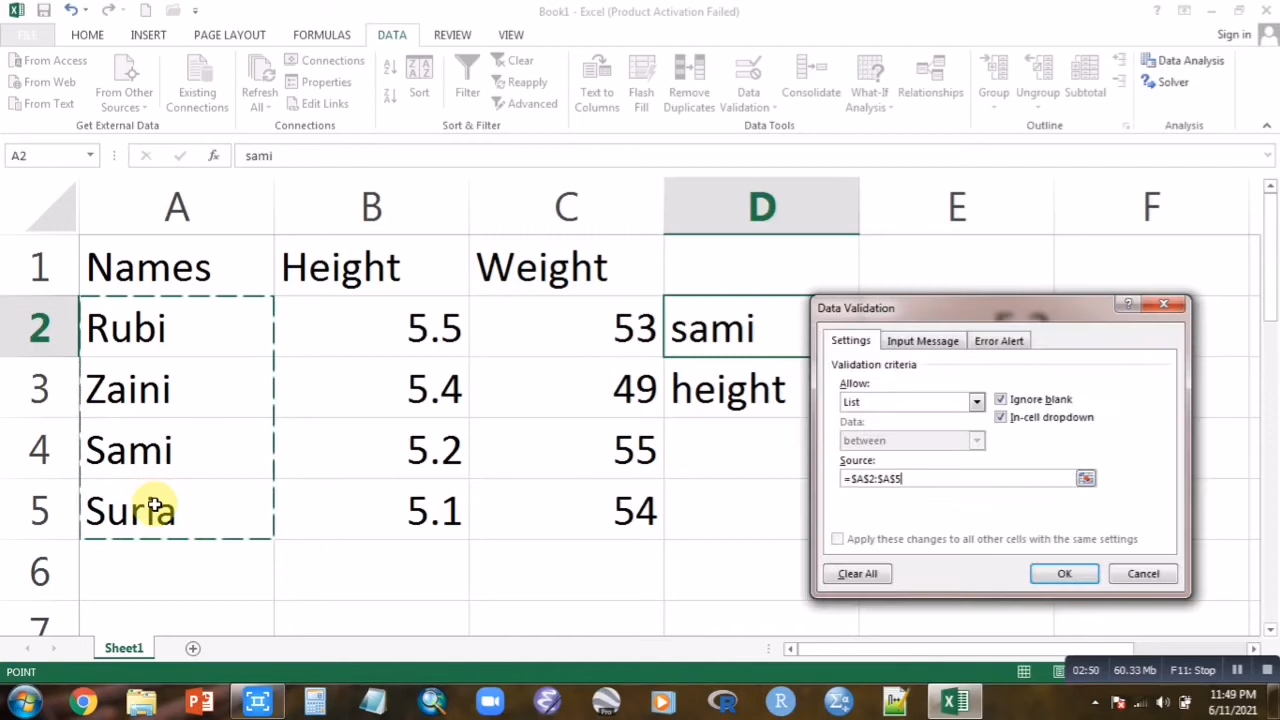 Book1 - Excel (Product Activation Failed)
FILE HOME INSERT PAGE LAYOUT FORMULAS DATA REVIEW VIEW Sign in
From Access
From Web
From Text
From Other Sources
Existing Connections
Get External Data
Refresh All
Connections
Properties
Edit Links
Connections
Sort
Filter
Clear
Reapply
Advanced
Sort & Filter
Text to Columns
Flash Fill
Remove Duplicates
Data Validation
Consolidate
What-If Analysis
Relationships
Data Tools
Group
Ungroup
Subtotal
Outline
Data Analysis
Solver
Analysis
A2 fx sami
A B C D E F
1 Names Height Weight
2 Rubi 5.5 53 sami
3 Zaini 5.4 49 height
4 Sami 5.2 55
5 Suria 5.1 54
6
7
Data Validation
Settings Input Message Error Alert
Validation criteria
Allow:
List
Ignore blank
In-cell dropdown
Data:
between
Source:
=$A$2:$A$5
Apply these changes to all other cells with the same settings
Clear All OK Cancel
Sheet1
POINT
02:50 60.33 Mb F11: Stop
Pro
R
R
Σα
11:49 PM
6/11/2021